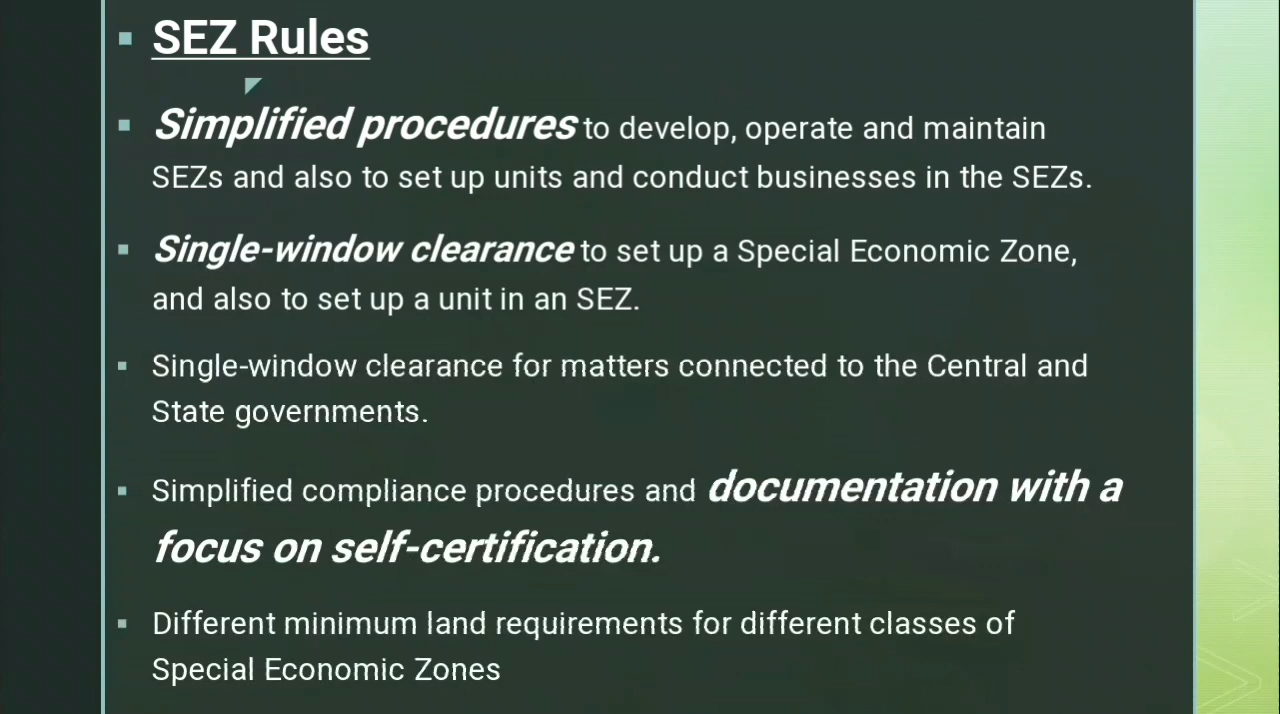 SEZ Rules
Simplified procedures to develop, operate and maintain
SEZs and also to set up units and conduct businesses in the SEZs.
Single-window clearance to set up a Special Economic Zone,
and also to set up a unit in an SEZ.
Single-window clearance for matters connected to the Central and
State governments.
Simplified compliance procedures and documentation with a
focus on self-certification.
Different minimum land requirements for different classes of
Special Economic Zones